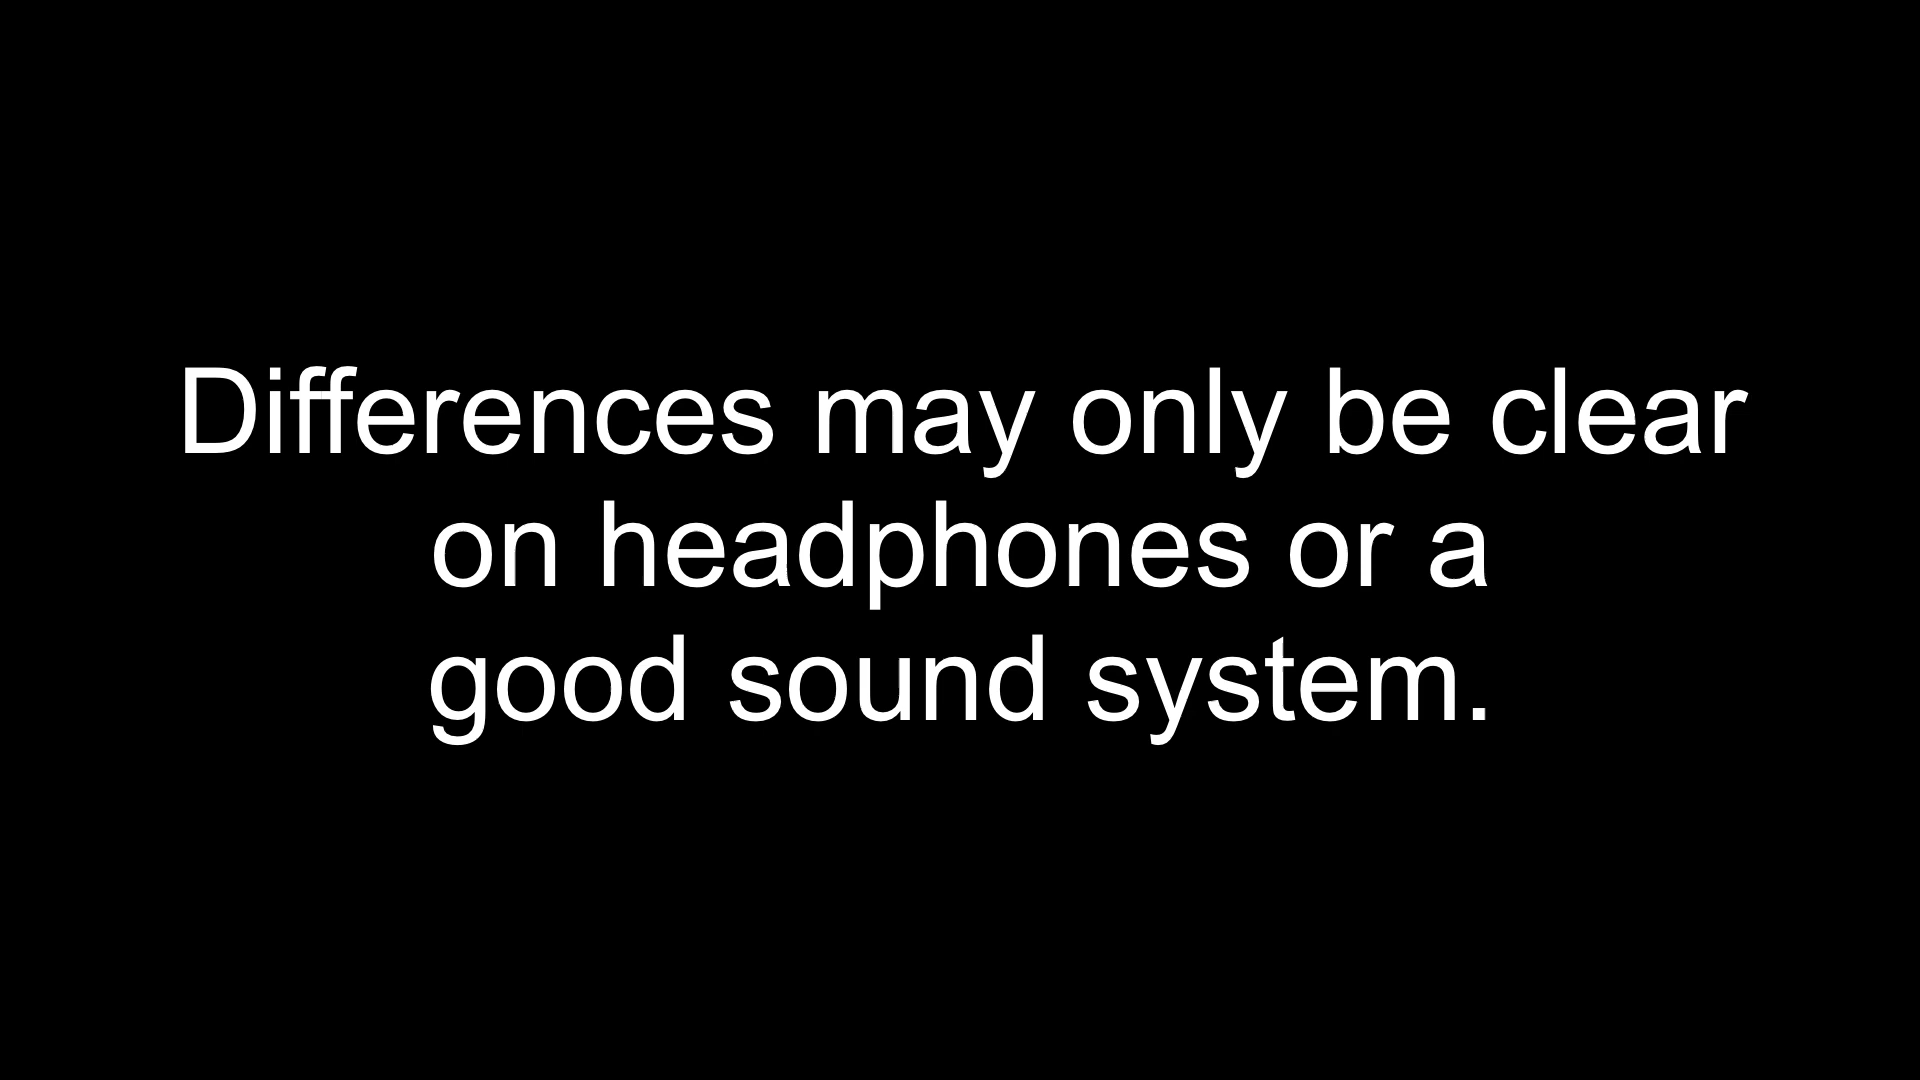 Differences may only be clear
on headphones or a
good sound system.